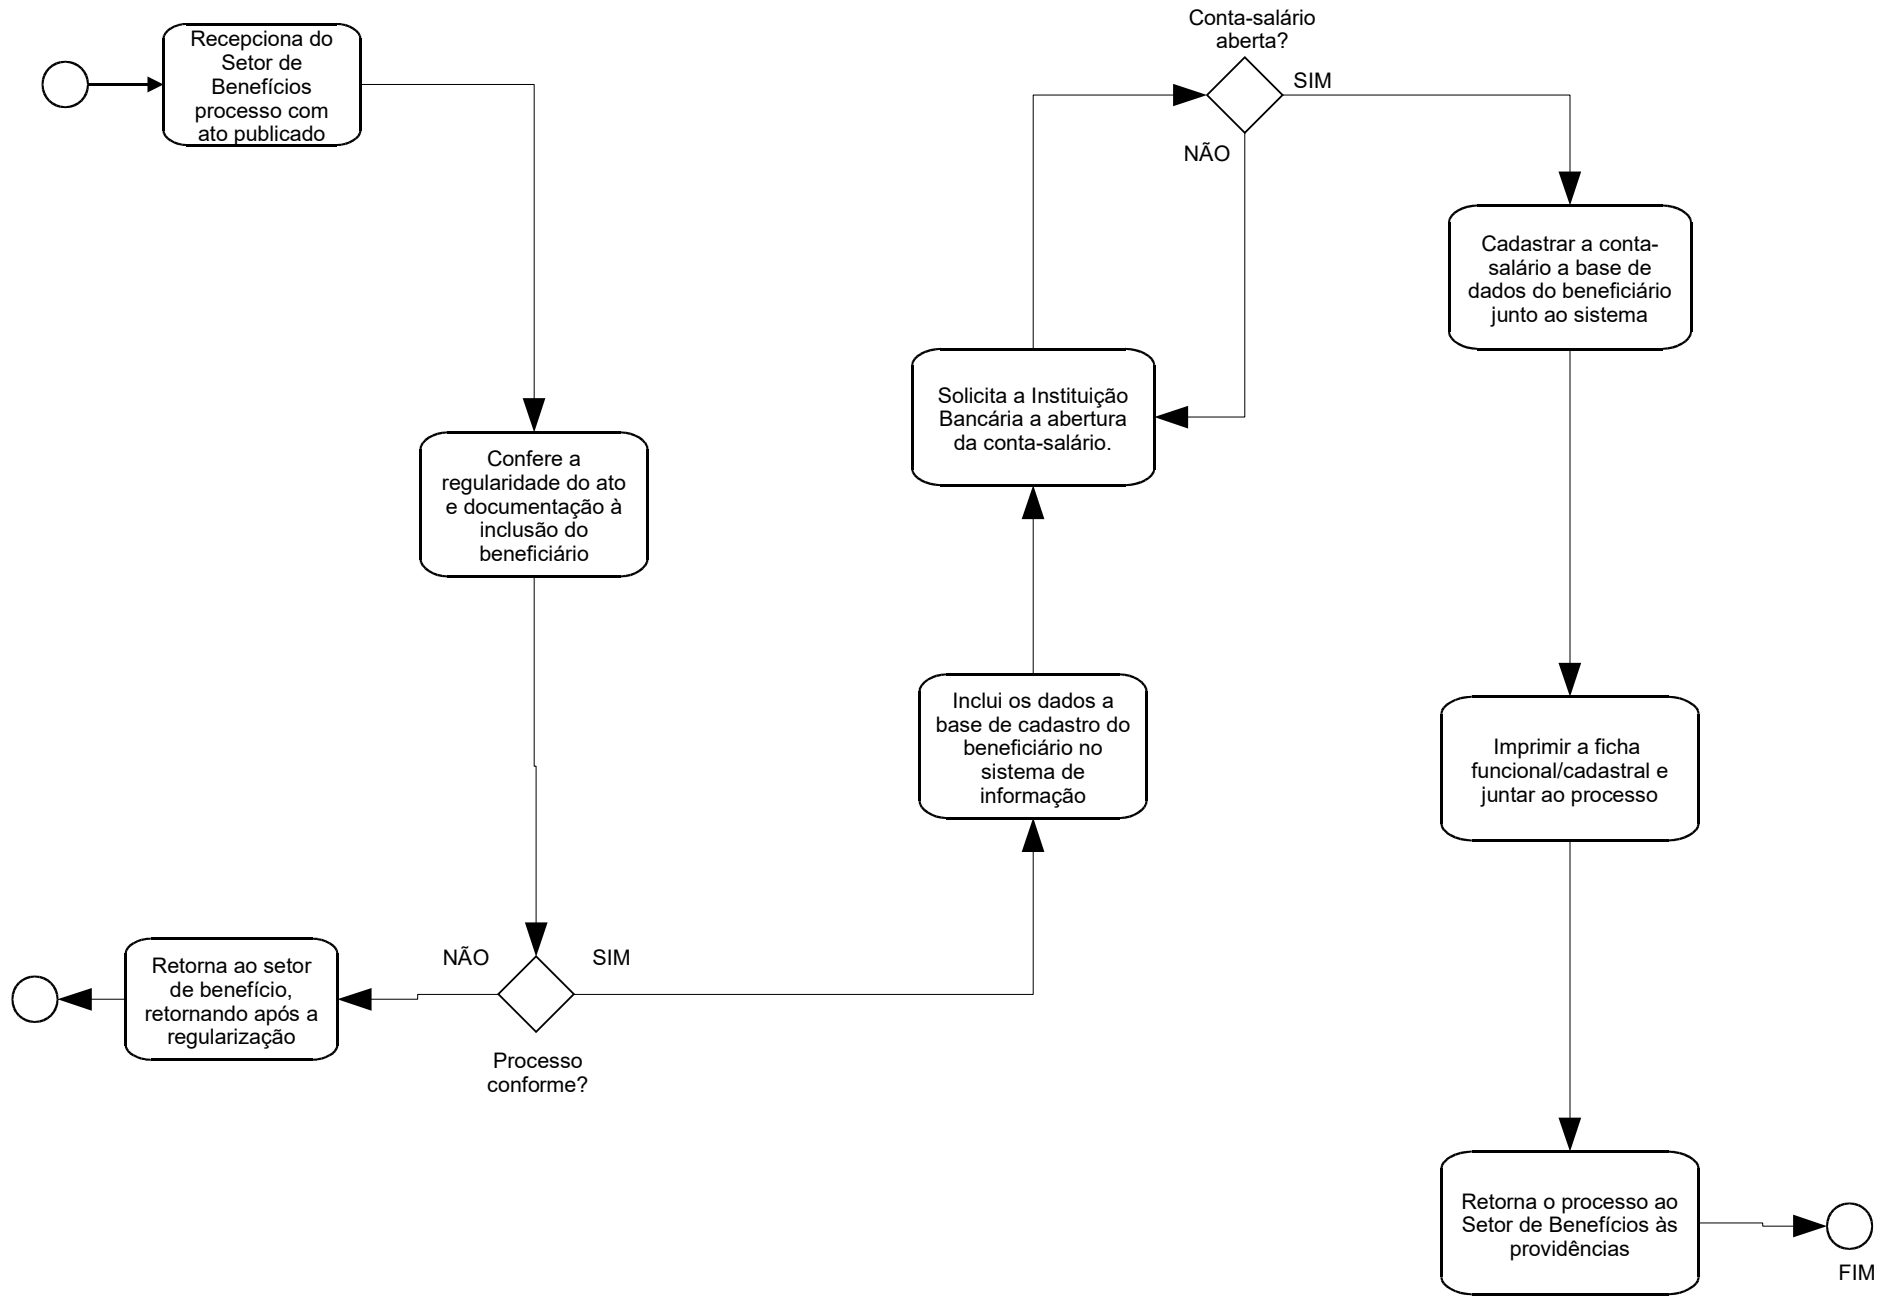 Recepciona do
Setor de
Benefícios
processo com
ato publicado
Confere a
regularidade do ato
e documentação à
inclusão do
beneficiário
Processo
conforme?
NÃO
SIM
Retorna ao setor
de benefício,
retornando após a
regularização
Inclui os dados a
base de cadastro do
beneficiário no
sistema de
informação
Solicita a Instituição
Bancária a abertura
da conta-salário.
Conta-salário
aberta?
SIM
NÃO
Cadastrar a conta-
salário a base de
dados do beneficiário
junto ao sistema
Imprimir a ficha
funcional/cadastral e
juntar ao processo
Retorna o processo ao
Setor de Benefícios às
providências
FIM